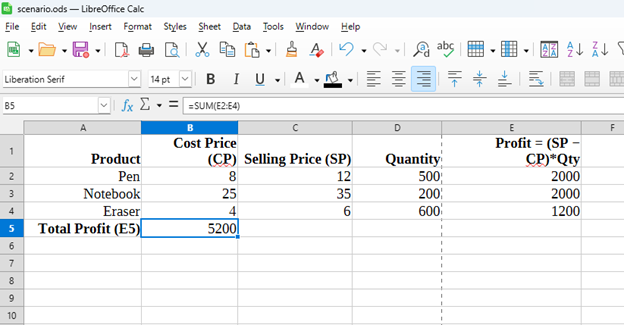 scenario.ods — LibreOffice Calc
File Edit View Insert Format Styles Sheet Data Tools Window Help
Liberation Serif 14 pt B I U A
B5 fx Σ = =SUM(E2:E4)
A B C D E F
1 Product Cost Price (CP) Selling Price (SP) Quantity Profit = (SP − CP)*Qty
2 Pen 8 12 500 2000
3 Notebook 25 35 200 2000
4 Eraser 4 6 600 1200
5 Total Profit (E5) 5200
6
7
8
9
10